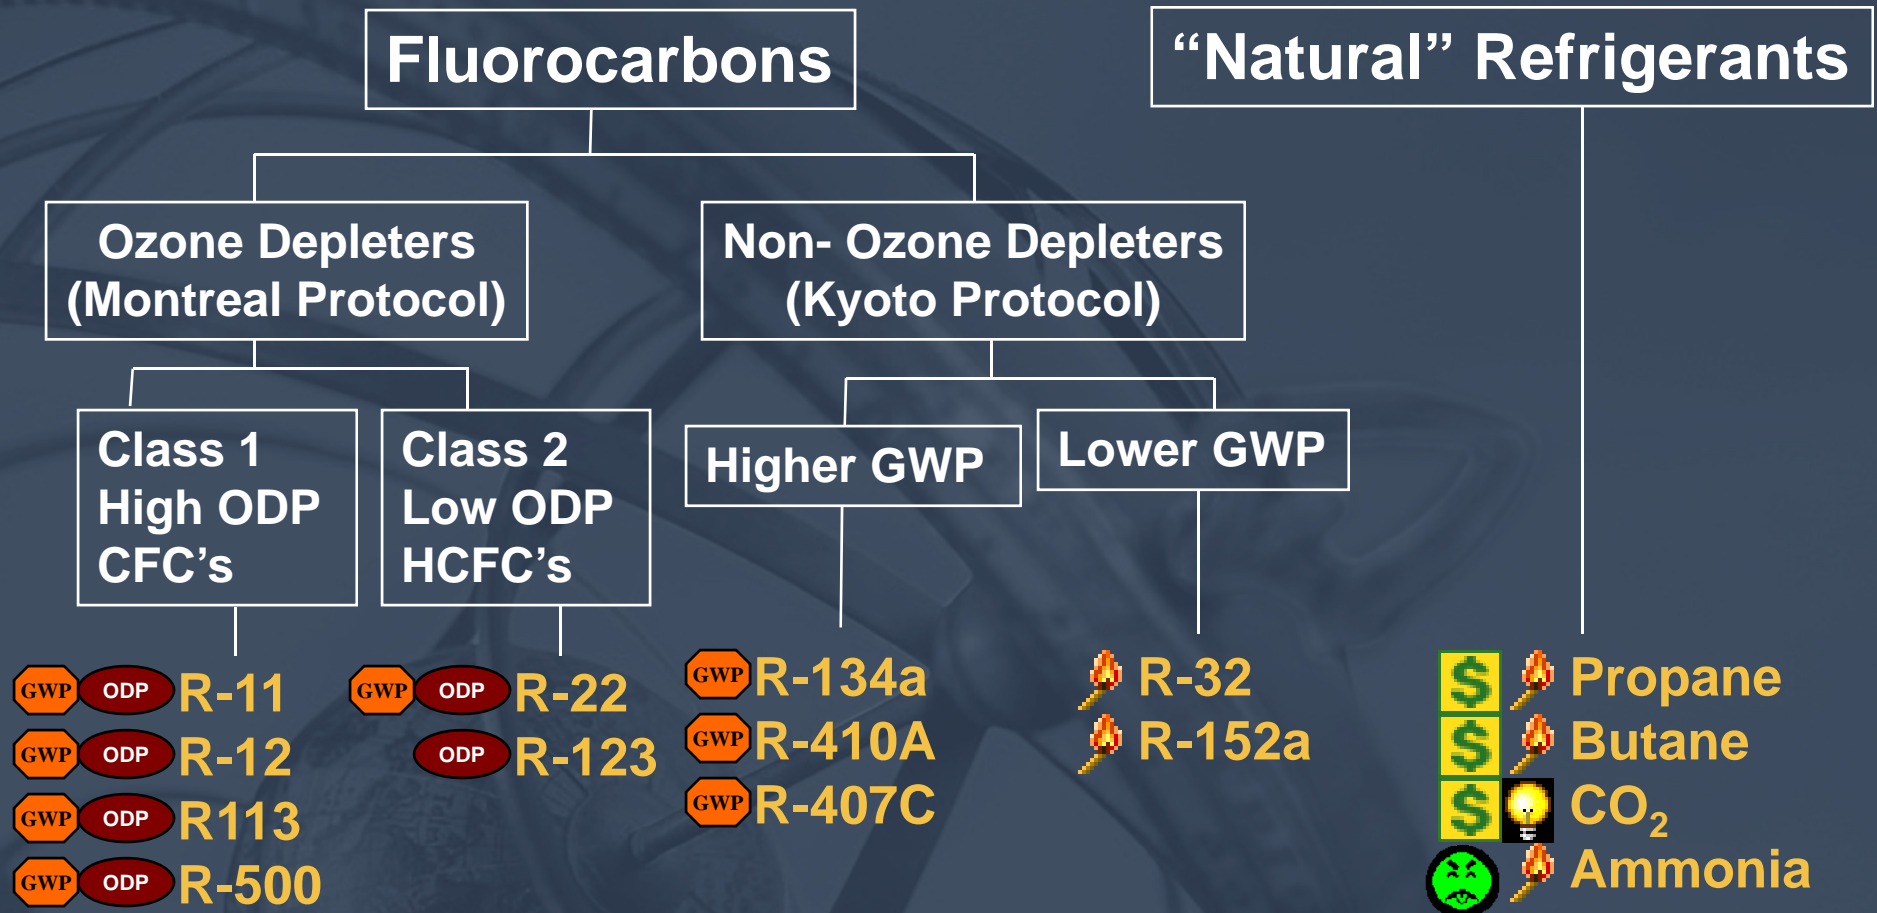 Fluorocarbons
“Natural” Refrigerants
Ozone Depleters
(Montreal Protocol)
Non- Ozone Depleters
(Kyoto Protocol)
Class 1
High ODP
CFC’s
Class 2
Low ODP
HCFC’s
Higher GWP
Lower GWP
GWP ODP R-11
GWP ODP R-12
GWP ODP R113
GWP ODP R-500
GWP ODP R-22
ODP R-123
GWP R-134a
GWP R-410A
GWP R-407C
R-32
R-152a
$ Propane
$ Butane
$ CO₂
Ammonia